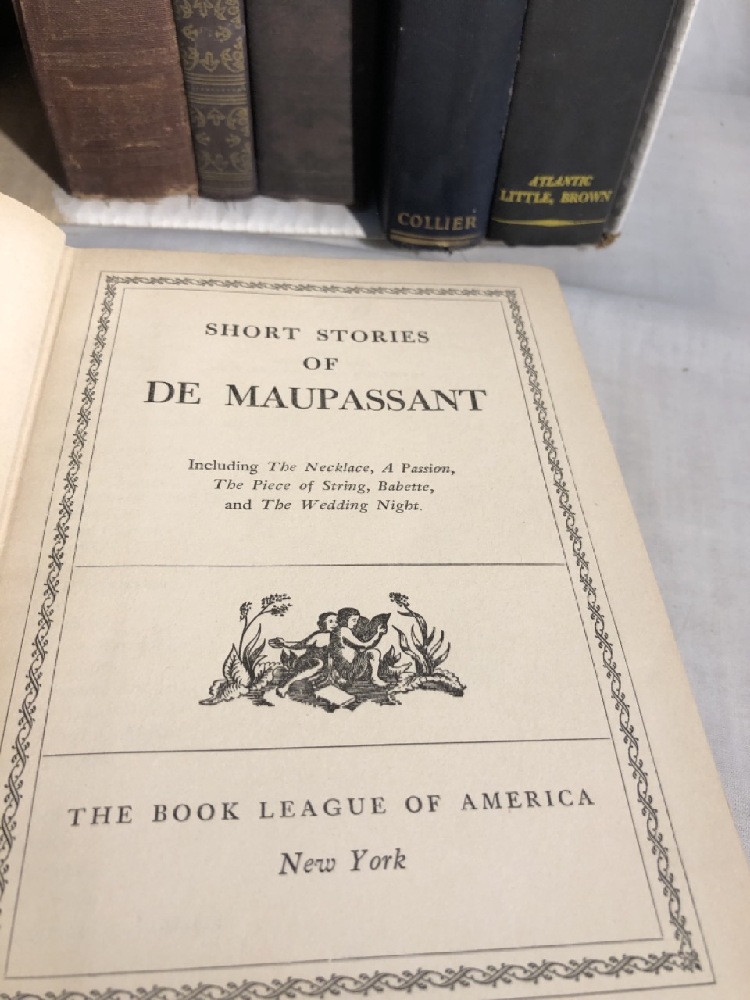 COLLIER
ATLANTIC
LITTLE, BROWN
SHORT STORIES
OF
DE MAUPASSANT
Including The Necklace, A Passion,
The Piece of String, Babette,
and The Wedding Night.
THE BOOK LEAGUE OF AMERICA
New York